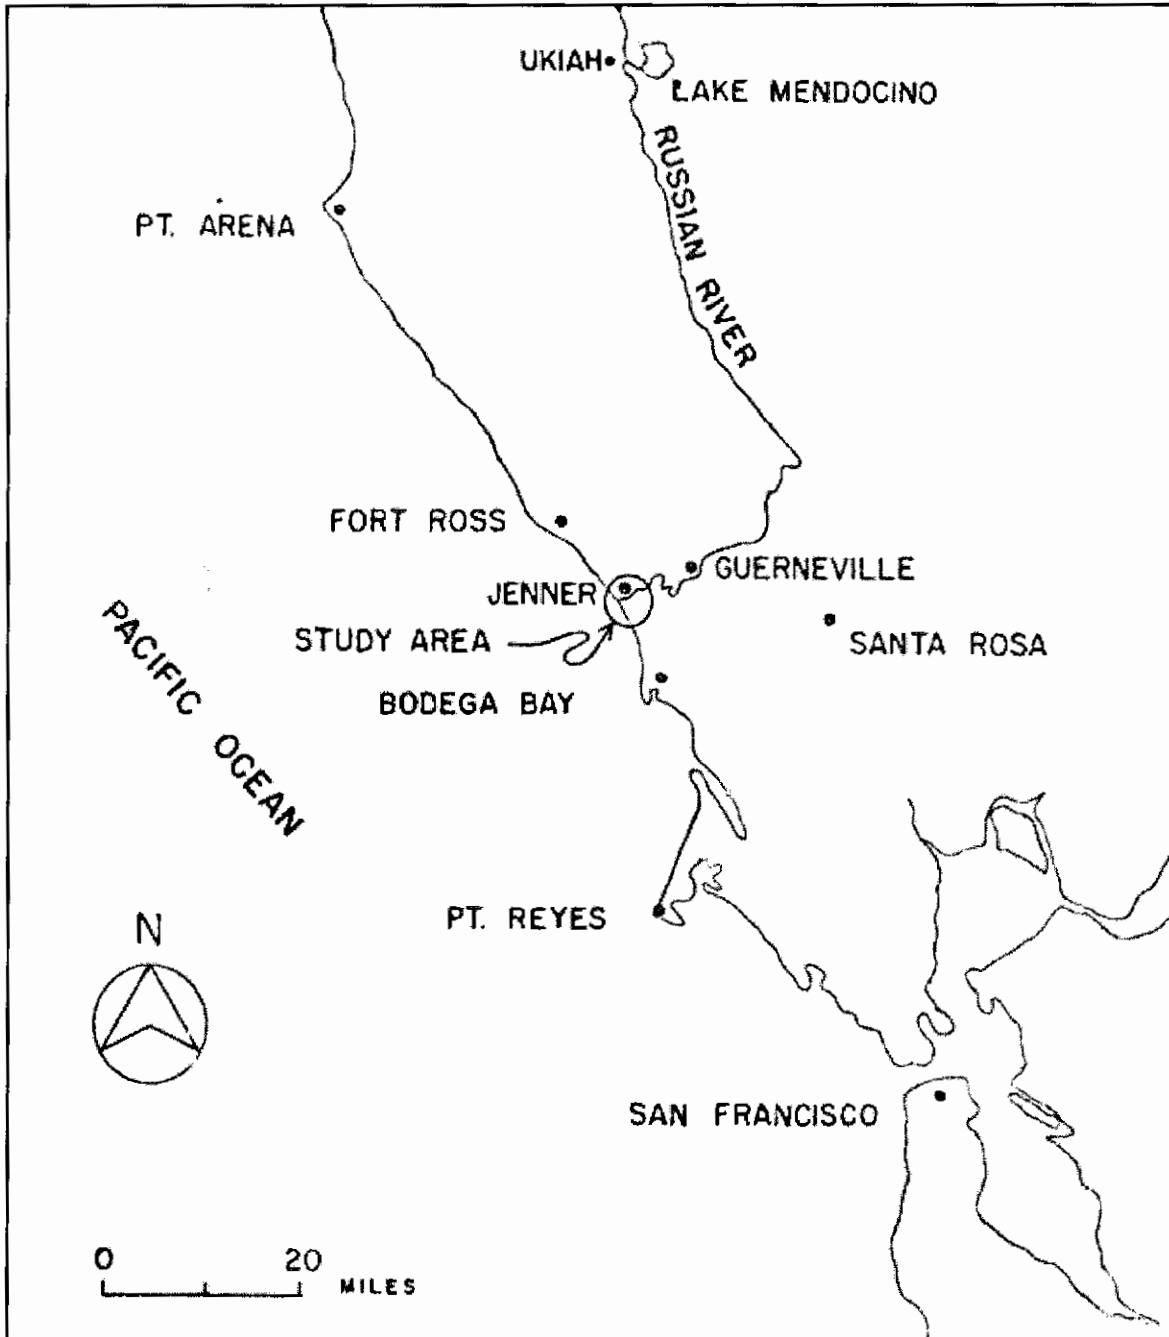 UKIAH
LAKE MENDOCINO
RUSSIAN RIVER
PT. ARENA
FORT ROSS
GUERNEVILLE
JENNER
STUDY AREA
SANTA ROSA
BODEGA BAY
PACIFIC OCEAN
PT. REYES
N
SAN FRANCISCO
0 20 MILES